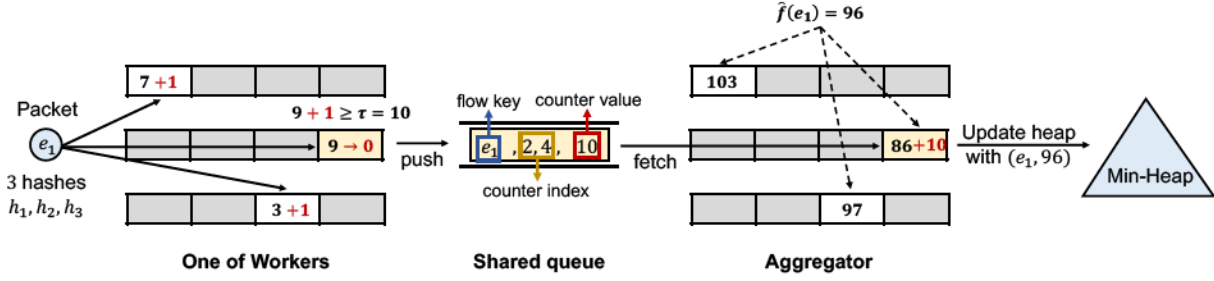 f̂(e₁) = 96
7 +1
103
Packet
flow key
counter value
9 + 1 ≥ τ = 10
e₁
9 → 0
push
e₁ , 2,4, 10
fetch
86+10
Update heap
with (e₁, 96)
Min-Heap
3 hashes
h₁, h₂, h₃
counter index
3 +1
97
One of Workers
Shared queue
Aggregator